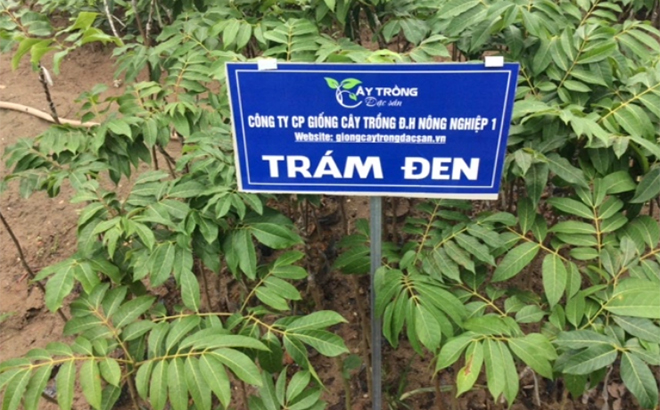 CÂY TRỒNG
Đặc sản
CÔNG TY CP GIỐNG CÂY TRỒNG Đ.H NÔNG NGHIỆP 1
Website: giongcaytrongdacsan.vn
TRÁM ĐEN